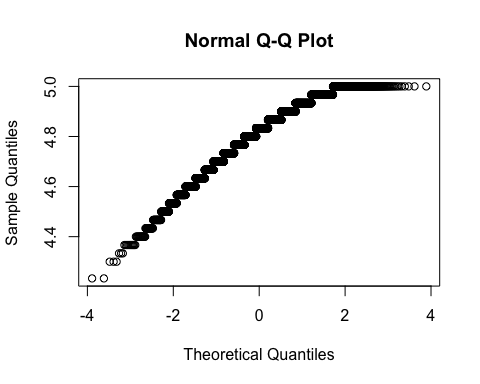 Normal Q-Q Plot
5.0
4.8
4.6
4.4
Sample Quantiles
-4 -2 0 2 4
Theoretical Quantiles